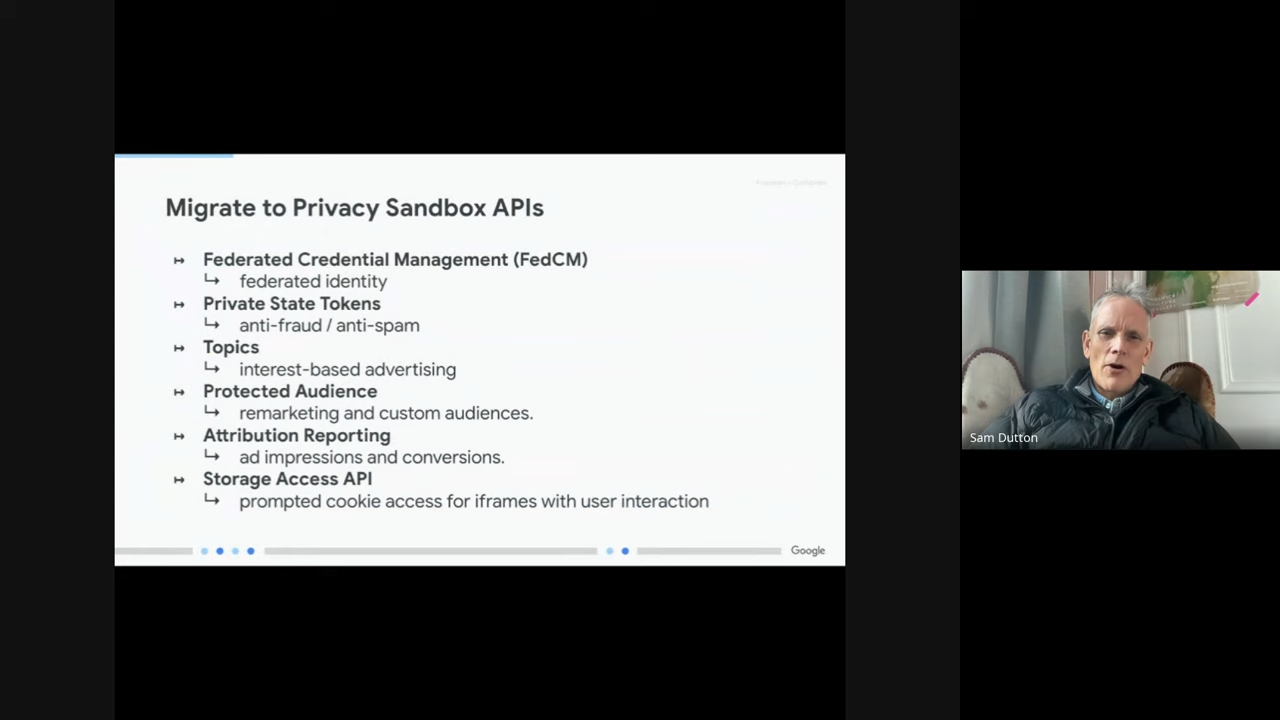 Migrate to Privacy Sandbox APIs
Federated Credential Management (FedCM)
federated identity
Private State Tokens
anti-fraud / anti-spam
Topics
interest-based advertising
Protected Audience
remarketing and custom audiences.
Attribution Reporting
ad impressions and conversions.
Storage Access API
prompted cookie access for iframes with user interaction
Google
Sam Dutton